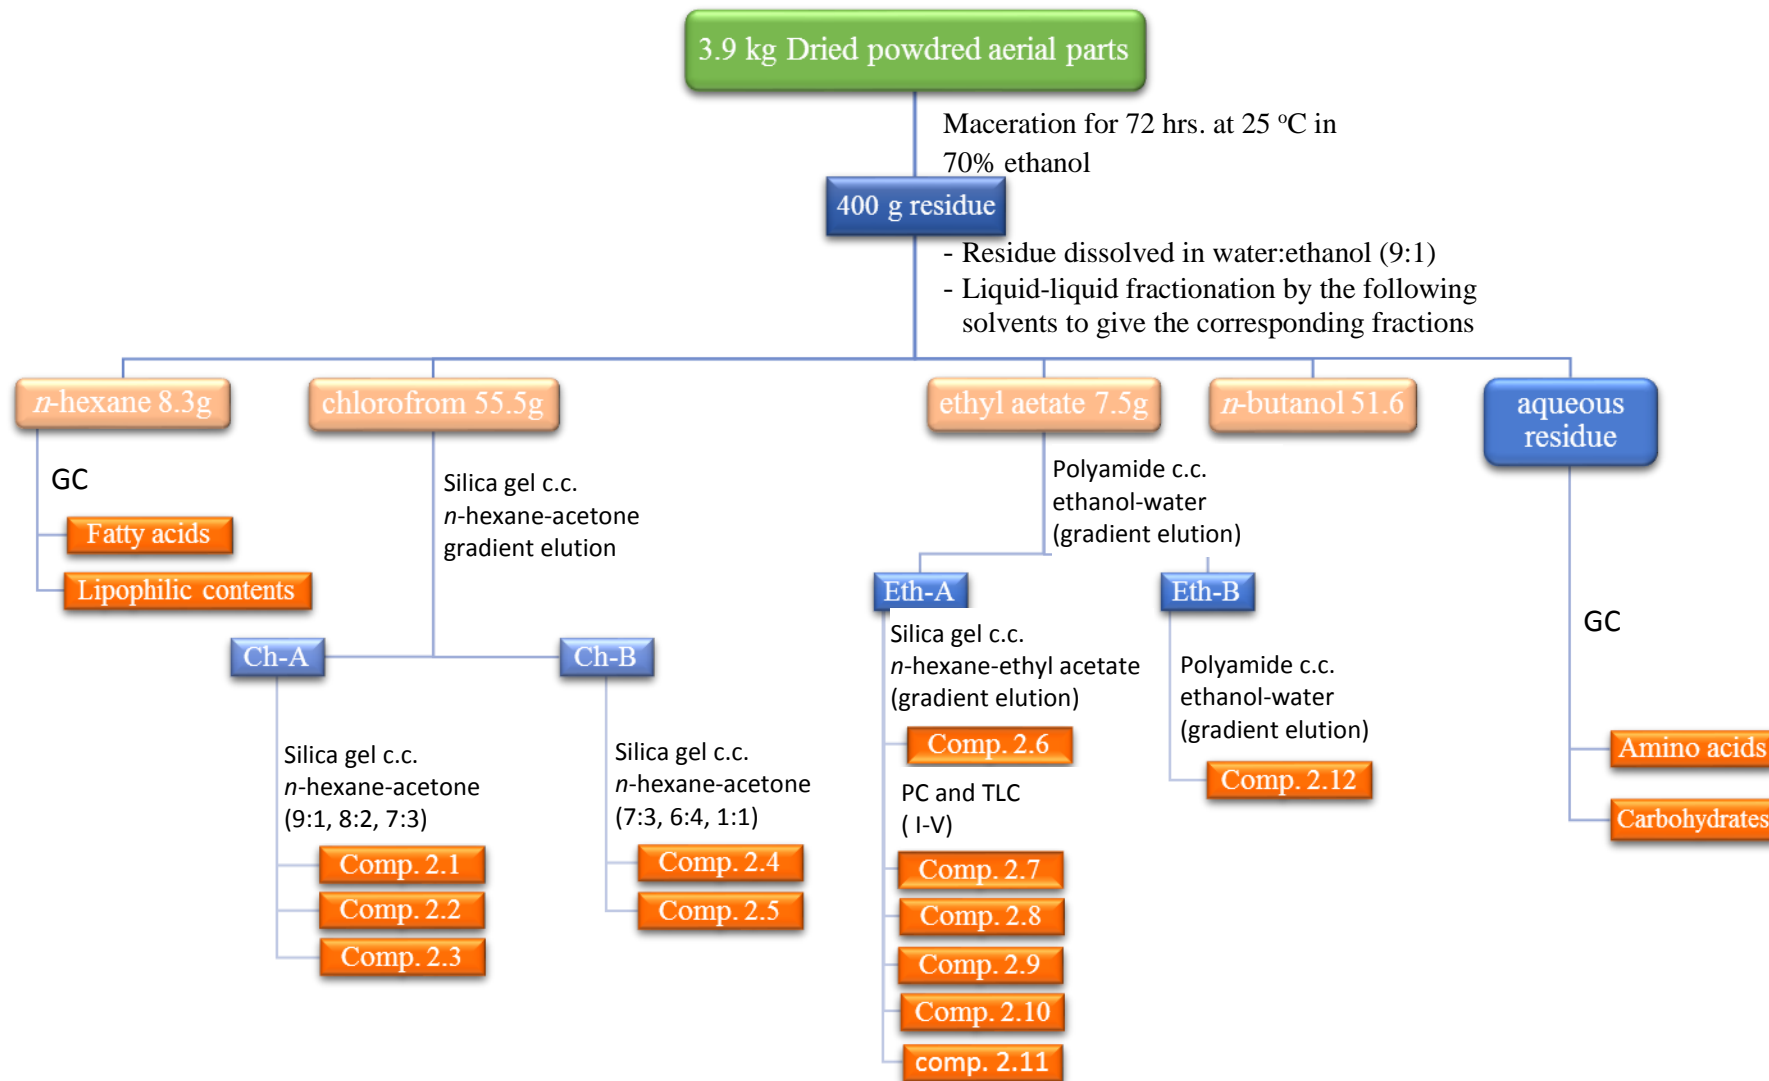 3.9 kg Dried powdred aerial parts
Maceration for 72 hrs. at 25 °C in
70% ethanol
400 g residue
- Residue dissolved in water:ethanol (9:1)
- Liquid-liquid fractionation by the following
solvents to give the corresponding fractions
n-hexane 8.3g
chlorofrom 55.5g
ethyl aetate 7.5g
n-butanol 51.6
aqueous
residue
GC
Fatty acids
Lipophilic contents
Silica gel c.c.
n-hexane-acetone
gradient elution
Ch-A
Ch-B
Silica gel c.c.
n-hexane-acetone
(9:1, 8:2, 7:3)
Comp. 2.1
Comp. 2.2
Comp. 2.3
Silica gel c.c.
n-hexane-acetone
(7:3, 6:4, 1:1)
Comp. 2.4
Comp. 2.5
Polyamide c.c.
ethanol-water
(gradient elution)
Eth-A
Eth-B
Silica gel c.c.
n-hexane-ethyl acetate
(gradient elution)
Comp. 2.6
PC and TLC
( I-V)
Comp. 2.7
Comp. 2.8
Comp. 2.9
Comp. 2.10
comp. 2.11
Polyamide c.c.
ethanol-water
(gradient elution)
Comp. 2.12
GC
Amino acids
Carbohydrates